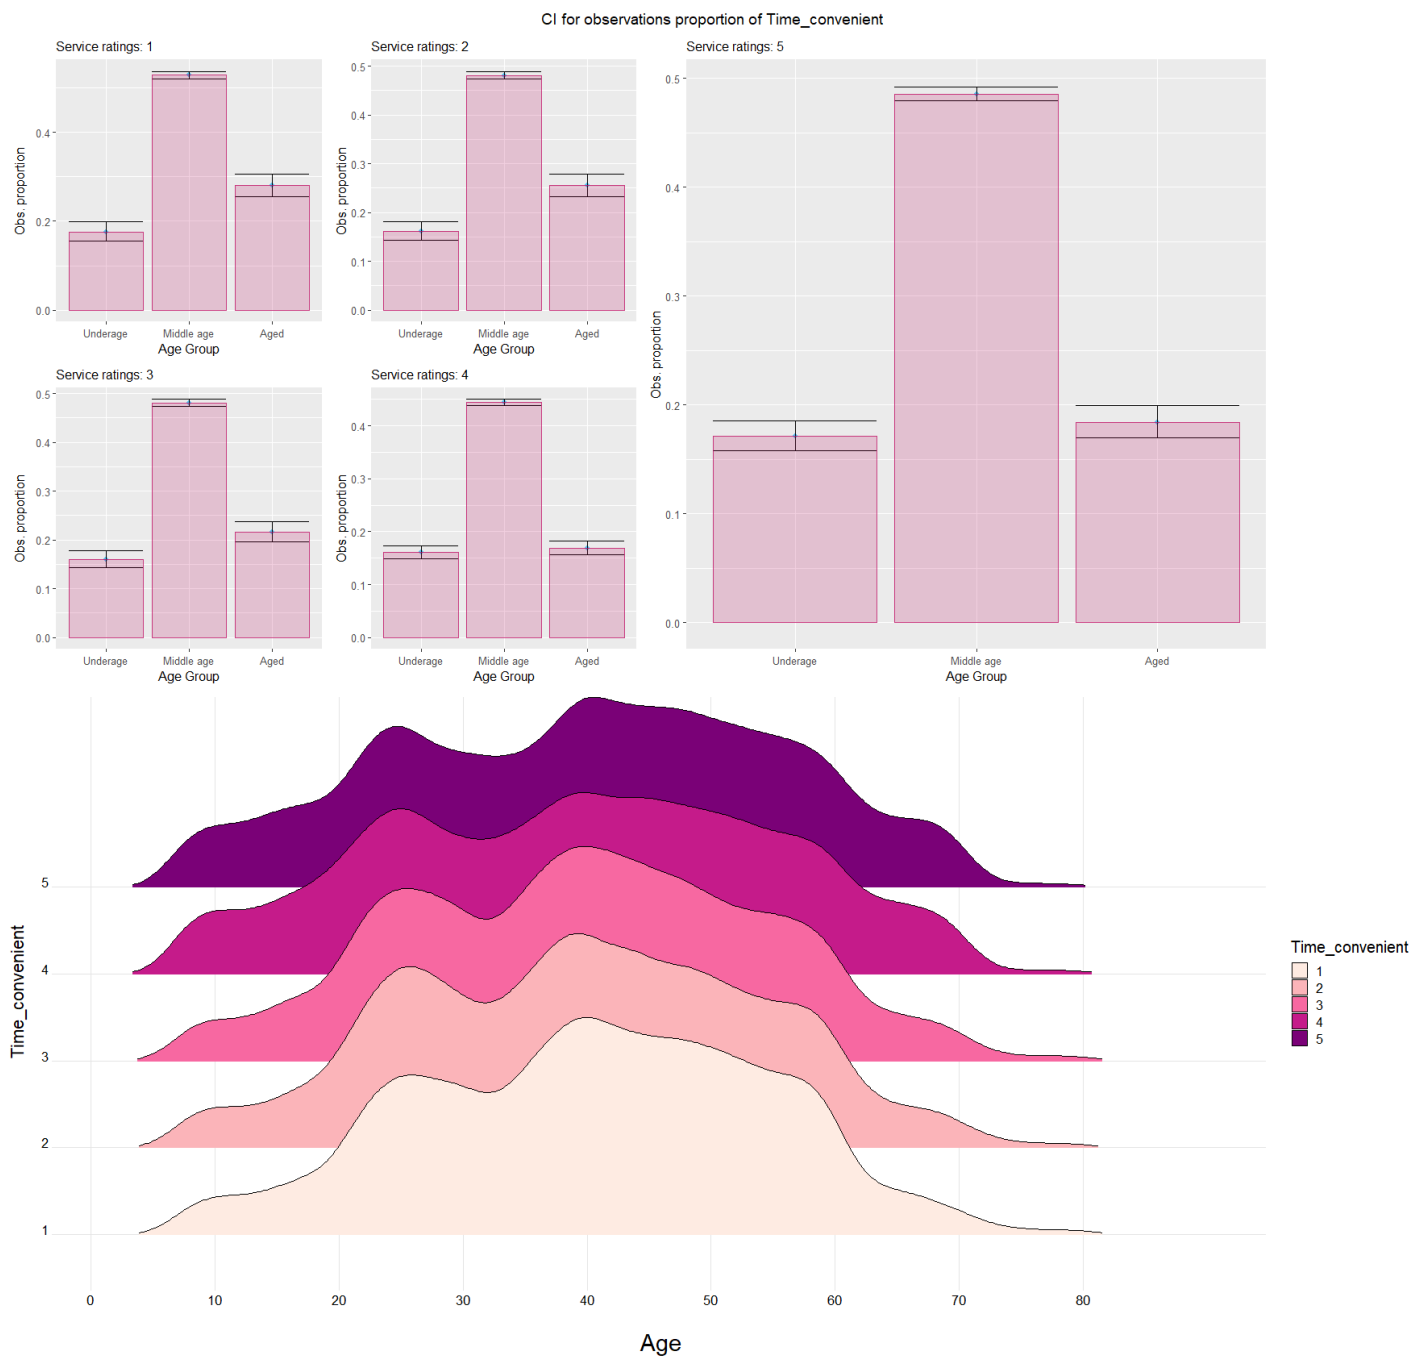 CI for observations proportion of Time_convenient
Service ratings: 1
Obs. proportion
0.4
0.2
0.0
Underage Middle age Aged
Age Group
Service ratings: 2
Obs. proportion
0.5
0.4
0.3
0.2
0.1
0.0
Underage Middle age Aged
Age Group
Service ratings: 5
Obs. proportion
0.5
0.4
0.3
0.2
0.1
0.0
Underage Middle age Aged
Age Group
Service ratings: 3
Obs. proportion
0.5
0.4
0.3
0.2
0.1
0.0
Underage Middle age Aged
Age Group
Service ratings: 4
Obs. proportion
0.4
0.3
0.2
0.1
0.0
Underage Middle age Aged
Age Group
Time_convenient
5
4
3
2
1
0 10 20 30 40 50 60 70 80
Age
Time_convenient
1
2
3
4
5